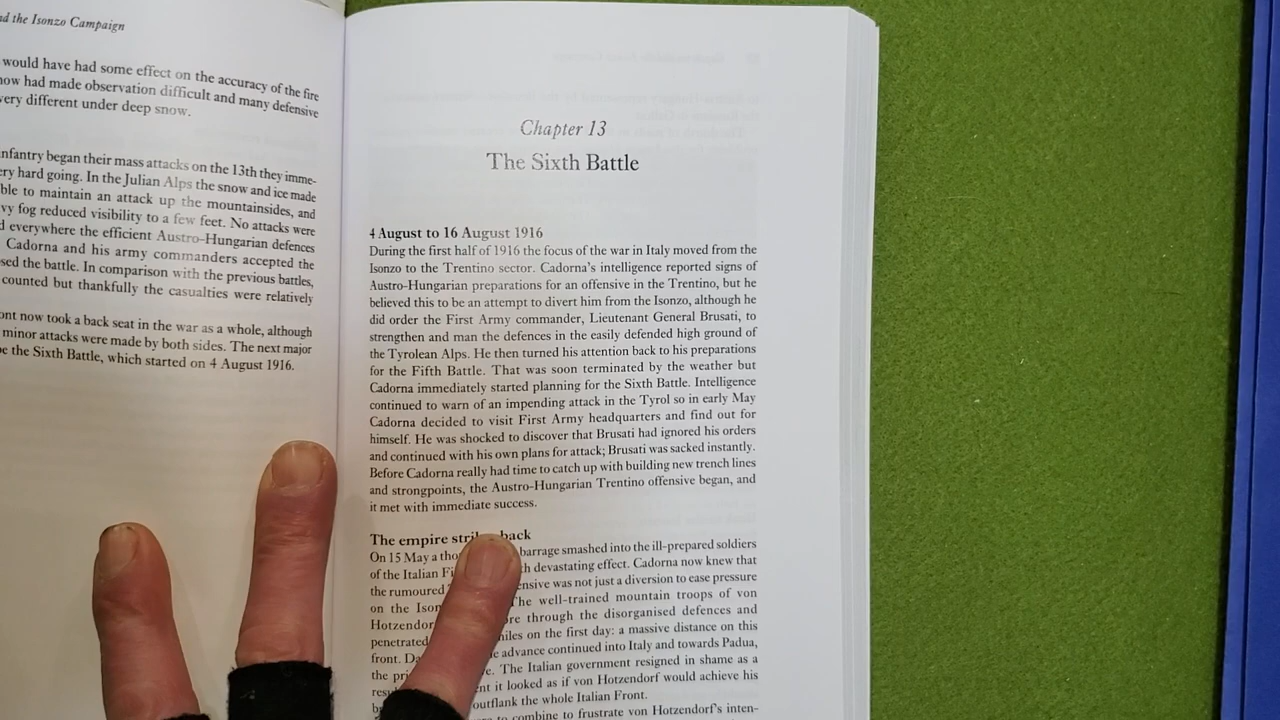 nd the Isonzo Campaign
would have had some effect on the accuracy of the fire
now had made observation difficult and many defensive
very different under deep snow.
nfantry began their mass attacks on the 13th they imme-
ery hard going. In the Julian Alps the snow and ice made
ble to maintain an attack up the mountainsides, and
vy fog reduced visibility to a few feet. No attacks were
d everywhere the efficient Austro-Hungarian defences
Cadorna and his army commanders accepted the
sed the battle. In comparison with the previous battles,
counted but thankfully the casualties were relatively
ont now took a back seat in the war as a whole, although
minor attacks were made by both sides. The next major
be the Sixth Battle, which started on 4 August 1916.
Chapter 13
The Sixth Battle
4 August to 16 August 1916
During the first half of 1916 the focus of the war in Italy moved from the
Isonzo to the Trentino sector. Cadorna's intelligence reported signs of
Austro-Hungarian preparations for an offensive in the Trentino, but he
believed this to be an attempt to divert him from the Isonzo, although he
did order the First Army commander, Lieutenant General Brusati, to
strengthen and man the defences in the easily defended high ground of
the Tyrolean Alps. He then turned his attention back to his preparations
for the Fifth Battle. That was soon terminated by the weather but
Cadorna immediately started planning for the Sixth Battle. Intelligence
continued to warn of an impending attack in the Tyrol so in early May
Cadorna decided to visit First Army headquarters and find out for
himself. He was shocked to discover that Brusati had ignored his orders
and continued with his own plans for attack; Brusati was sacked instantly.
Before Cadorna really had time to catch up with building new trench lines
and strongpoints, the Austro-Hungarian Trentino offensive began, and
it met with immediate success.
The empire strikes back
On 15 May a barrage smashed into the ill-prepared soldiers
of the Italian devastating effect. Cadorna now knew that
the rumoured ensive was not just a diversion to ease pressure
on the Ison The well-trained mountain troops of von
Hotzendor re through the disorganised defences and
penetrated miles on the first day: a massive distance on this
front. e advance continued into Italy and towards Padua,
the The Italian government resigned in shame as a
it looked as if von Hotzendorf would achieve his
outflank the whole Italian Front.
to combine to frustrate von Hotzendorf's inten-